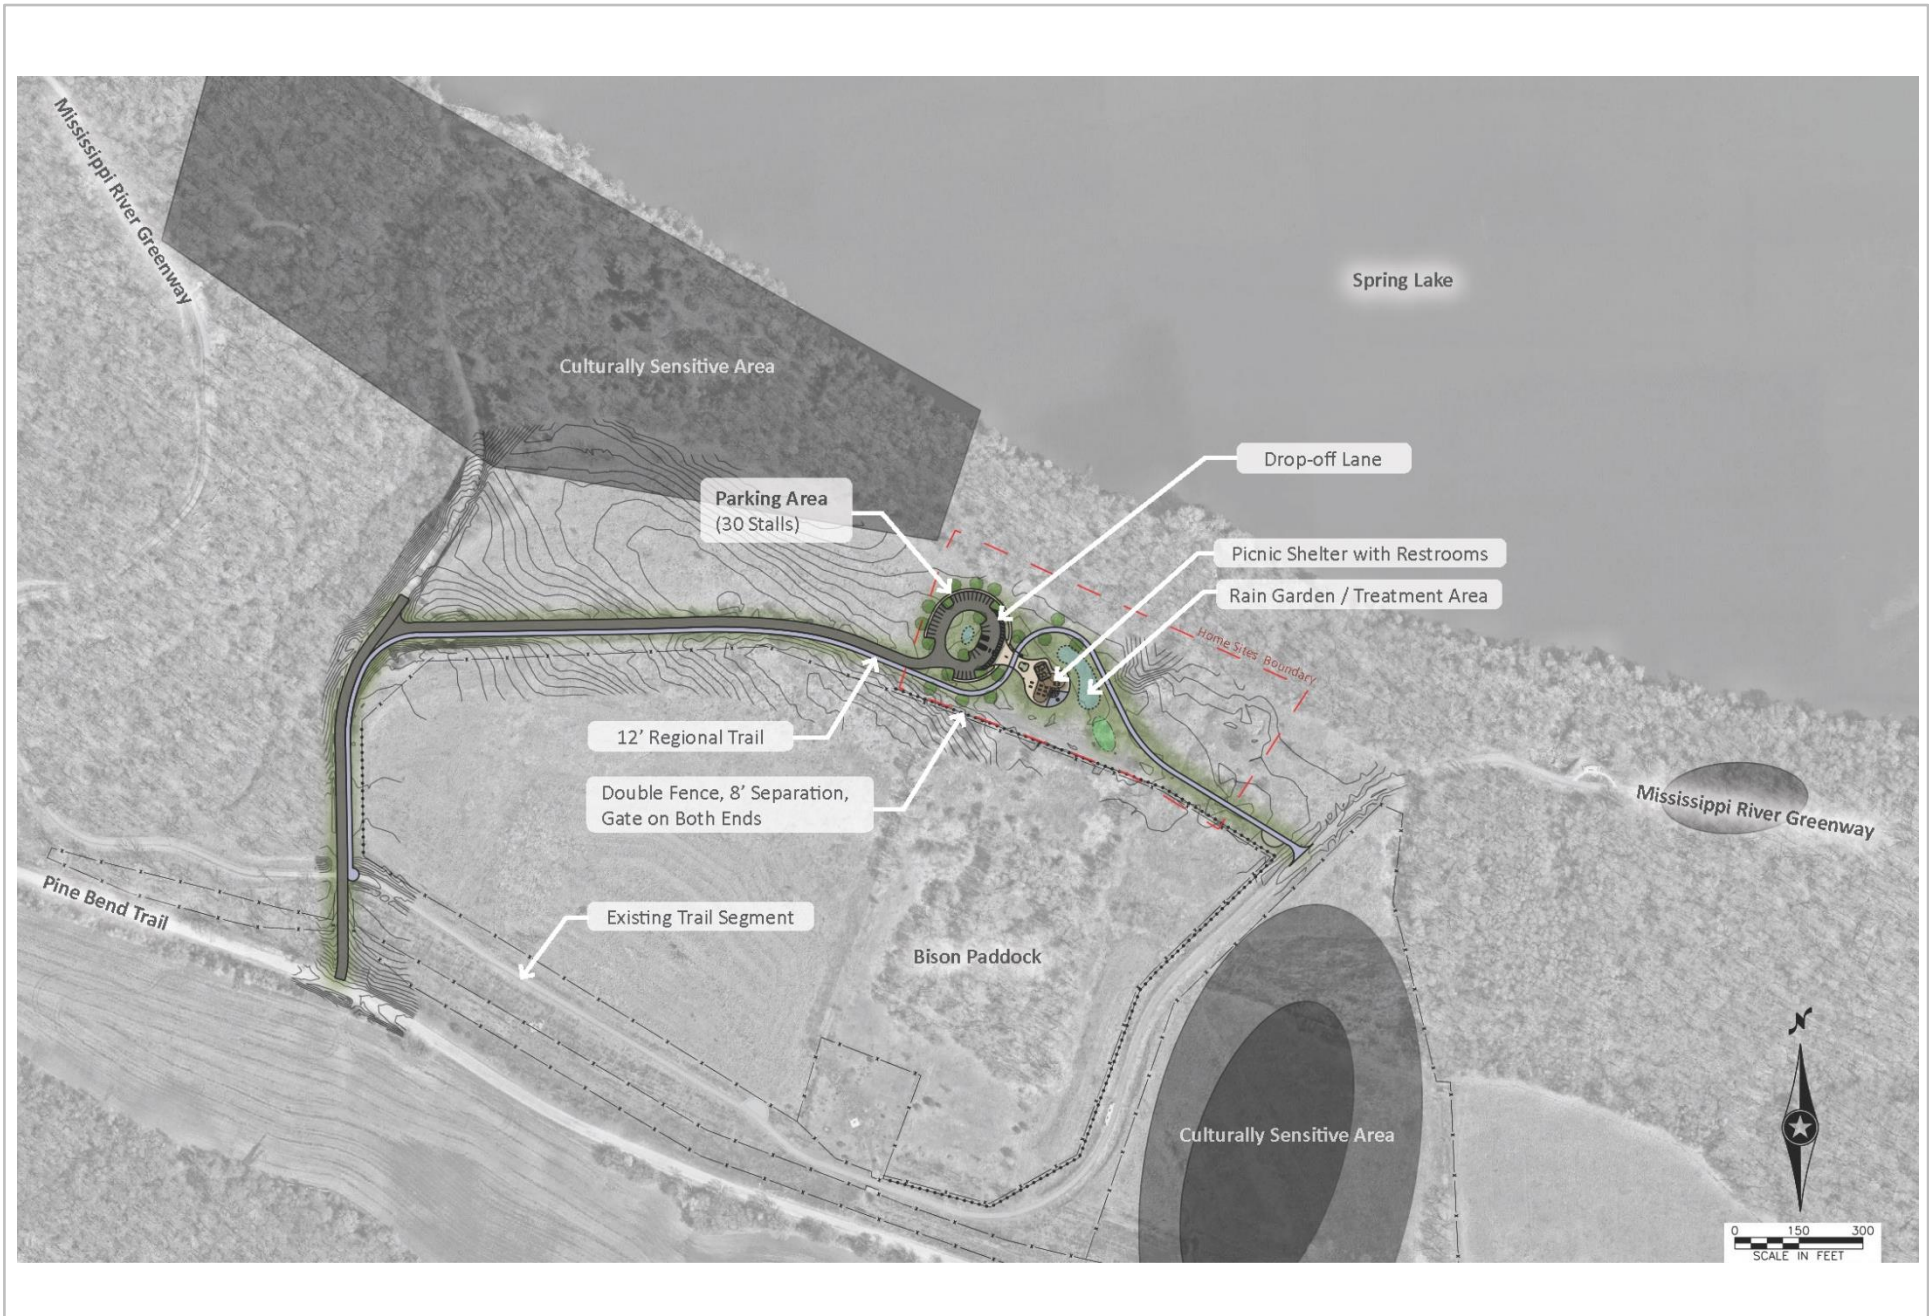 Mississippi River Greenway
Spring Lake
Culturally Sensitive Area
Drop-off Lane
Parking Area
(30 Stalls)
Picnic Shelter with Restrooms
Rain Garden / Treatment Area
Home Sites Boundary
12’ Regional Trail
Double Fence, 8’ Separation,
Gate on Both Ends
Mississippi River Greenway
Pine Bend Trail
Existing Trail Segment
Bison Paddock
Culturally Sensitive Area
N
0 150 300
SCALE IN FEET